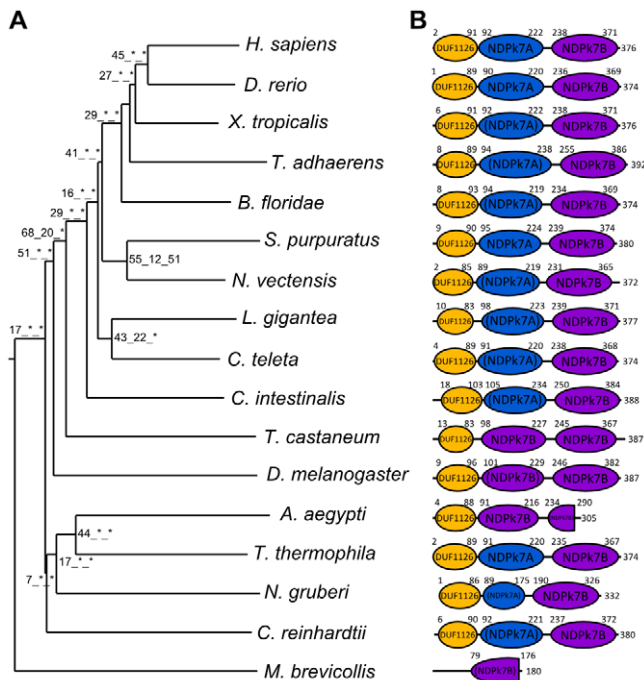 A
B
45_*_*
H. sapiens
2 91 92 222 238 371
DUF1126 NDPk7A NDPk7B 376
27_*_*
D. rerio
1 89 90 220 236 369
DUF1126 NDPk7A NDPk7B 374
29_*_*
X. tropicalis
6 91 92 222 238 371
DUF1126 (NDPk7A) NDPk7B 376
41_*_*
T. adhaerens
8 89 94 238 255 386
DUF1126 (NDPk7A) NDPk7B 392
16_*_*
B. floridae
8 93 94 219 234 369
DUF1126 (NDPk7A) NDPk7B 374
29_*_*
68_20_*
S. purpuratus
9 90 95 224 239 374
DUF1126 NDPk7A NDPk7B 380
51_*_*
55_12_51
N. vectensis
2 85 89 219 231 365
DUF1126 (NDPk7A) NDPk7B 372
L. gigantea
10 83 98 223 239 371
DUF1126 (NDPk7A) NDPk7B 377
17_*_*
43_22_*
C. teleta
4 89 91 220 238 368
DUF1126 (NDPk7A) NDPk7B 374
C. intestinalis
18 103 105 234 250 384
DUF1126 (NDPk7A) NDPk7B 388
T. castaneum
13 83 98 227 245 367
DUF1126 NDPk7B NDPk7B 387
D. melanogaster
9 96 101 229 246 382
DUF1126 (NDPk7B) NDPk7B 387
A. aegypti
4 88 91 216 234 290
DUF1126 NDPk7B 305
44_*_*
T. thermophila
2 89 91 220 235 367
DUF1126 NDPk7A NDPk7B 374
17_*_*
7_*_*
N. gruberi
1 86 89 175 190 326
DUF1126 (NDPk7A) NDPk7B 332
C. reinhardtii
6 90 92 221 237 372
DUF1126 (NDPk7A) NDPk7B 380
M. brevicollis
79 176
(NDPk7B) 180